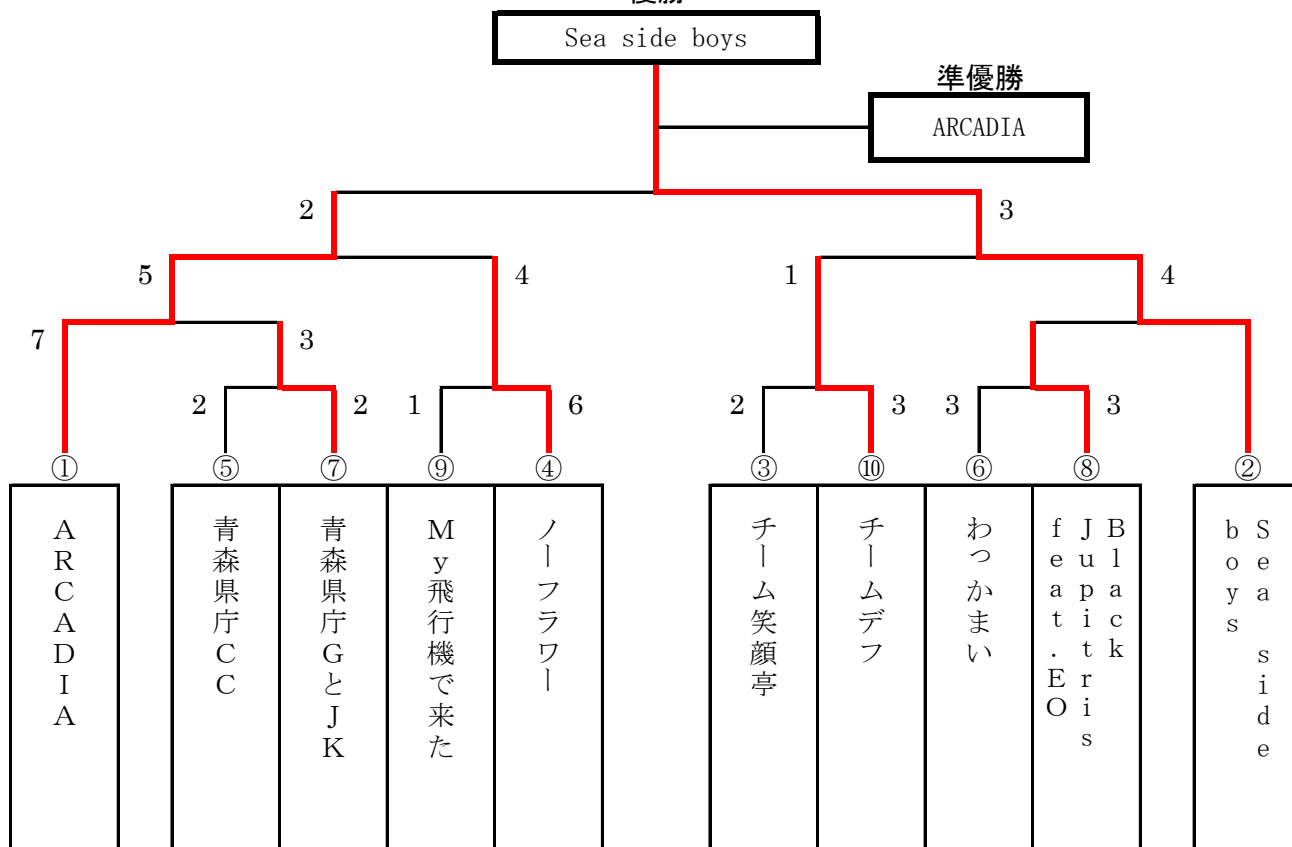 優勝
Sea side boys
準優勝
ARCADIA
2
3
5
4
1
4
7
3
2
2
1
6
2
3
3
3
①
⑤
⑦
⑨
④
③
⑩
⑥
⑧
②
ARCADIA
青森県庁CC
青森県庁GとJK
My飛行機で来た
ノーフラワー
チーム笑顔亭
チームデフ
わっかまい
Black
Jupitris
feat.EO
Sea side
boys